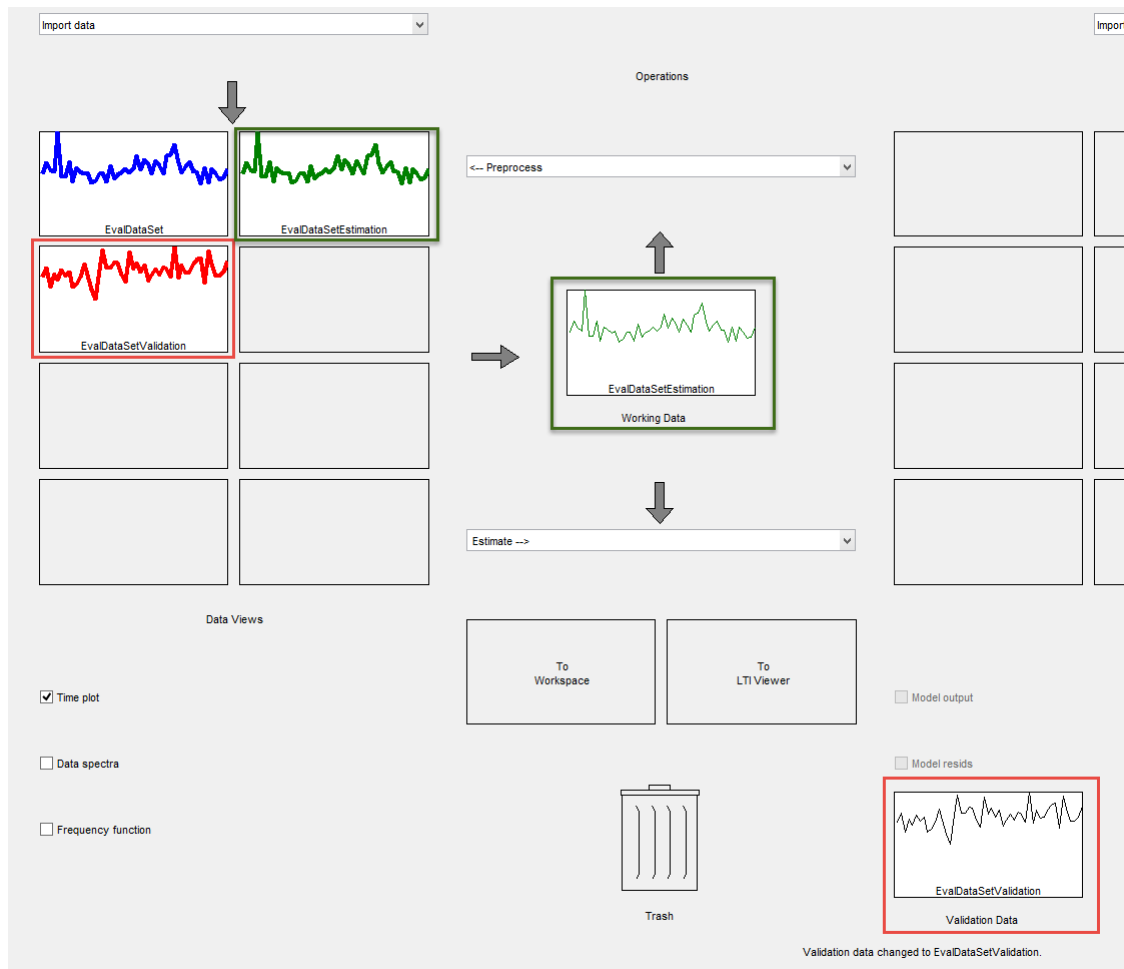 Import data
Import
Operations
<-- Preprocess
EvalDataSet
EvalDataSetEstimation
EvalDataSetValidation
EvalDataSetEstimation
Working Data
Estimate -->
Data Views
To
Workspace
To
LTI Viewer
Time plot
Model output
Data spectra
Model resids
Frequency function
EvalDataSetValidation
Trash
Validation Data
Validation data changed to EvalDataSetValidation.